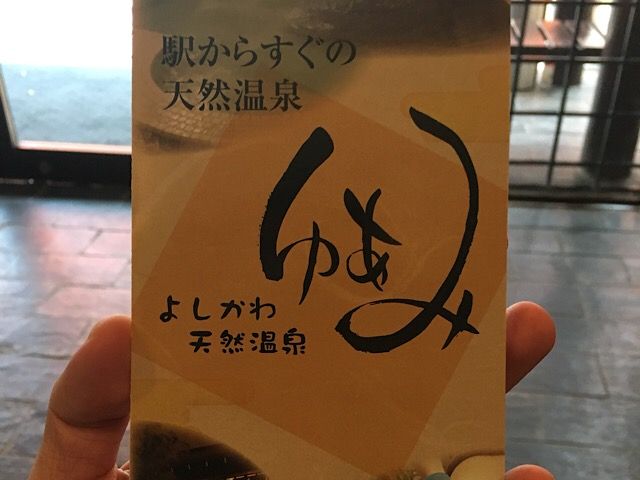 駅からすぐの
天然温泉
ゆあみ
よしかわ
天然温泉